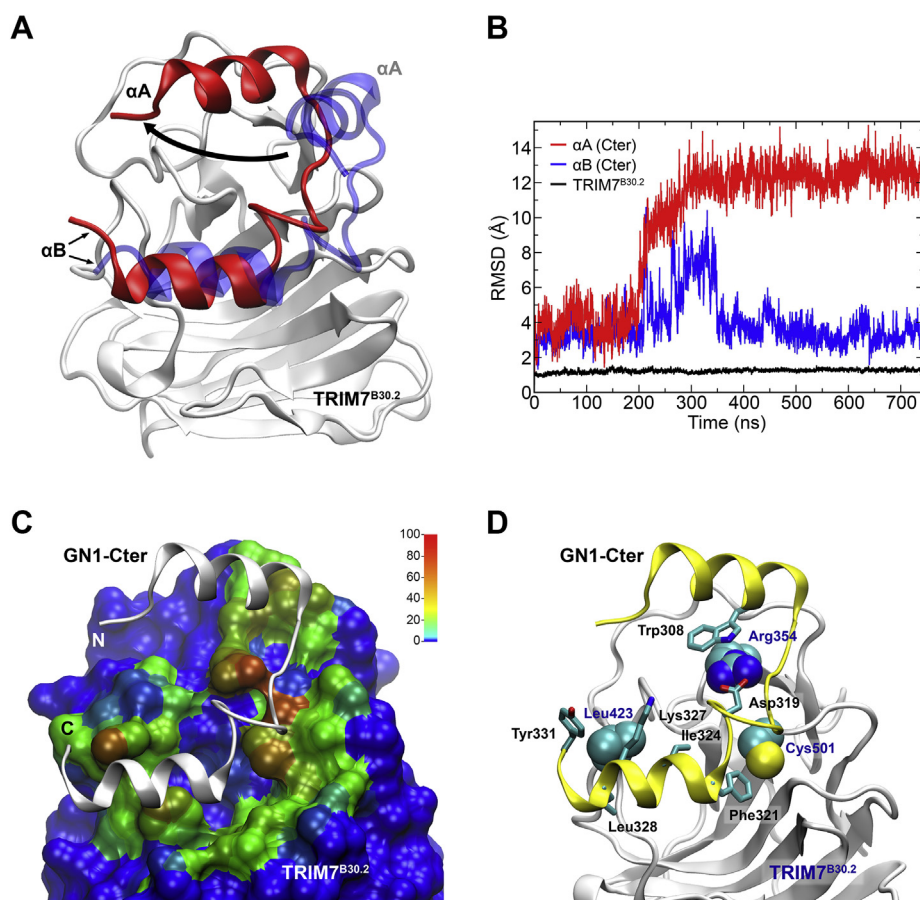 A
αA
αA
αB
TRIM7B30.2
B
αA (Cter)
αB (Cter)
TRIM7B30.2
RMSD (Å)
14
12
10
8
6
4
2
0
0 100 200 300 400 500 600 700
Time (ns)
C
GN1-Cter
100
80
60
40
20
0
N
C
TRIM7B30.2
D
GN1-Cter
Trp308
Arg354
Asp319
Leu423
Lys327
Tyr331
Ile324
Cys501
Phe321
Leu328
TRIM7B30.2